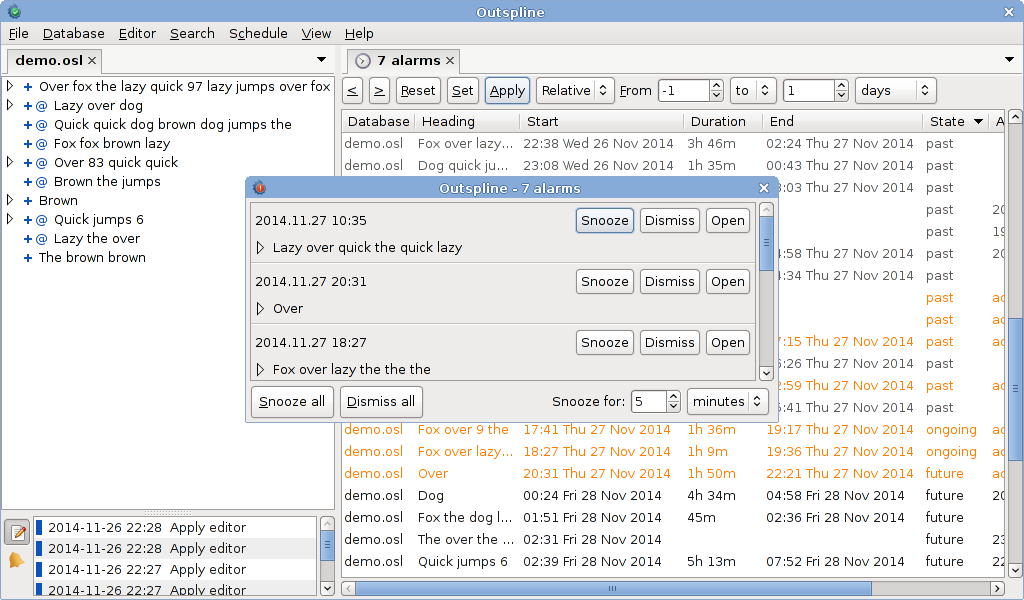 Outspline
File Database Editor Search Schedule View Help
demo.osl
Over fox the lazy quick 97 lazy jumps over fox
@ Lazy over dog
@ Quick quick dog brown dog jumps the
@ Fox fox brown lazy
@ Over 83 quick quick
@ Brown the jumps
Brown
@ Quick jumps 6
@ Lazy the over
The brown brown
2014-11-26 22:28 Apply editor
2014-11-26 22:28 Apply editor
2014-11-26 22:27 Apply editor
2014-11-26 22:27 Apply editor
7 alarms
< > Reset Set Apply Relative From -1 to 1 days
Database Heading Start Duration End State A
demo.osl Fox over lazy... 22:38 Wed 26 Nov 2014 3h 46m 02:24 Thu 27 Nov 2014 past
demo.osl Dog quick ju... 23:08 Wed 26 Nov 2014 1h 35m 00:43 Thu 27 Nov 2014 past
:03 Thu 27 Nov 2014 past
past 20
past 19
:58 Thu 27 Nov 2014 past 20
:34 Thu 27 Nov 2014 past
past ac
past ac
:15 Thu 27 Nov 2014 past ac
:26 Thu 27 Nov 2014 past
:59 Thu 27 Nov 2014 past ac
:41 Thu 27 Nov 2014 past
demo.osl Fox over 9 the 17:41 Thu 27 Nov 2014 1h 36m 19:17 Thu 27 Nov 2014 ongoing ac
demo.osl Fox over lazy... 18:27 Thu 27 Nov 2014 1h 9m 19:36 Thu 27 Nov 2014 ongoing ac
demo.osl Over 20:31 Thu 27 Nov 2014 1h 50m 22:21 Thu 27 Nov 2014 future ac
demo.osl Dog 00:24 Fri 28 Nov 2014 4h 34m 04:58 Fri 28 Nov 2014 future 20
demo.osl Fox the dog l... 01:51 Fri 28 Nov 2014 45m 02:36 Fri 28 Nov 2014 future
demo.osl The over the ... 02:31 Fri 28 Nov 2014 future 23
demo.osl Quick jumps 6 02:39 Fri 28 Nov 2014 5h 13m 07:52 Fri 28 Nov 2014 future 22
Outspline - 7 alarms
2014.11.27 10:35 Snooze Dismiss Open
Lazy over quick the quick lazy
2014.11.27 20:31 Snooze Dismiss Open
Over
2014.11.27 18:27 Snooze Dismiss Open
Fox over lazy the the the
Snooze all Dismiss all Snooze for: 5 minutes